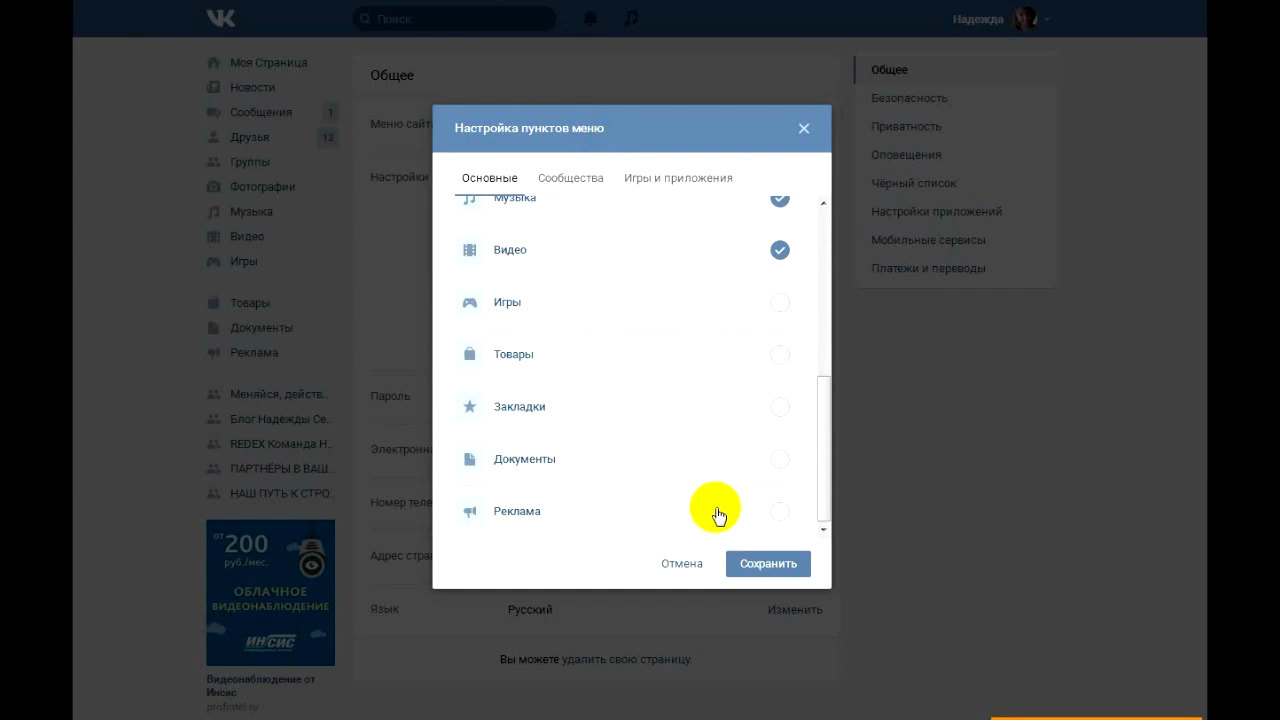 VK
Поиск
Надежда
Моя Страница
Новости
Сообщения 1
Друзья 13
Группы
Фотографии
Музыка
Видео
Игры
Товары
Документы
Реклама
Меняйся, действ..
Блог Надежды Се..
REDEX Команда Н..
ПАРТНЁРЫ В ВАШ..
НАШ ПУТЬ К СТРО..
от 200
руб./мес.
ОБЛАЧНОЕ
ВИДЕОНАБЛЮДЕНИЕ
ИНСИС
Видеонаблюдение от
Инсис
profintel.ru
Общее
Меню сайт
Настройки
Пароль
Электронн
Номер теле
Адрес стран
Язык Русский Изменить
Вы можете удалить свою страницу.
Настройка пунктов меню
Основные Сообщества Игры и приложения
Музыка
Видео
Игры
Товары
Закладки
Документы
Реклама
Отмена Сохранить
Общее
Безопасность
Приватность
Оповещения
Чёрный список
Настройки приложений
Мобильные сервисы
Платежи и переводы